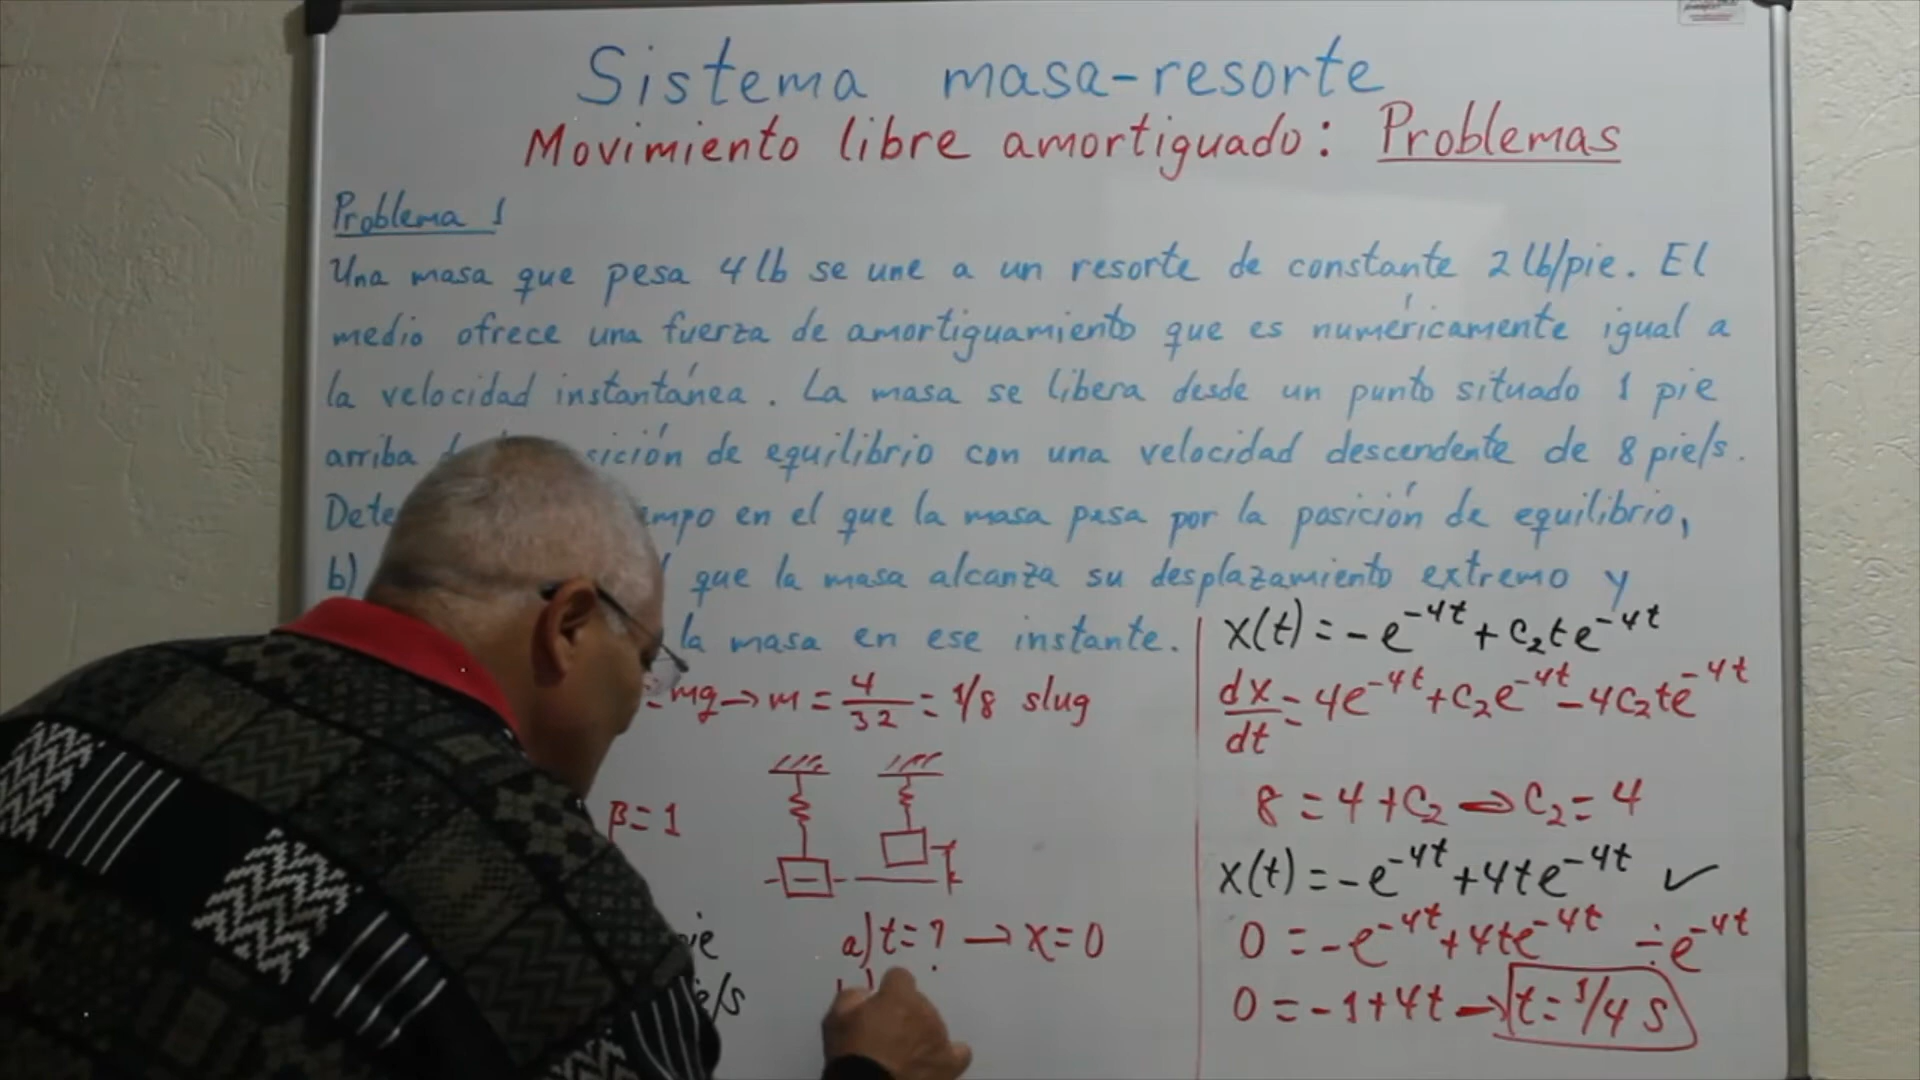 Sistema masa-resorte
Movimiento libre amortiguado: Problemas
Problema 1
Una masa que pesa 4 lb se une a un resorte de constante 2 lb/pie. El
medio ofrece una fuerza de amortiguamiento que es numéricamente igual a
la velocidad instantánea. La masa se libera desde un punto situado 1 pie
arriba de equilibrio con una velocidad descendente de 8 pie/s.
en el que la masa pasa por la posición de equilibrio,
b) que la masa alcanza su desplazamiento extremo y
la masa en ese instante.
= mg → m = 4/32 = 1/8 slug
β = 1
a) t = ? → x = 0
x(t) = -e^-4t + c₂te^-4t
dx/dt = 4e^-4t + c₂e^-4t - 4c₂te^-4t
8 = 4 + c₂ → c₂ = 4
x(t) = -e^-4t + 4te^-4t ✓
0 = -e^-4t + 4te^-4t ÷e^-4t
0 = -1 + 4t → t = 1/4 s